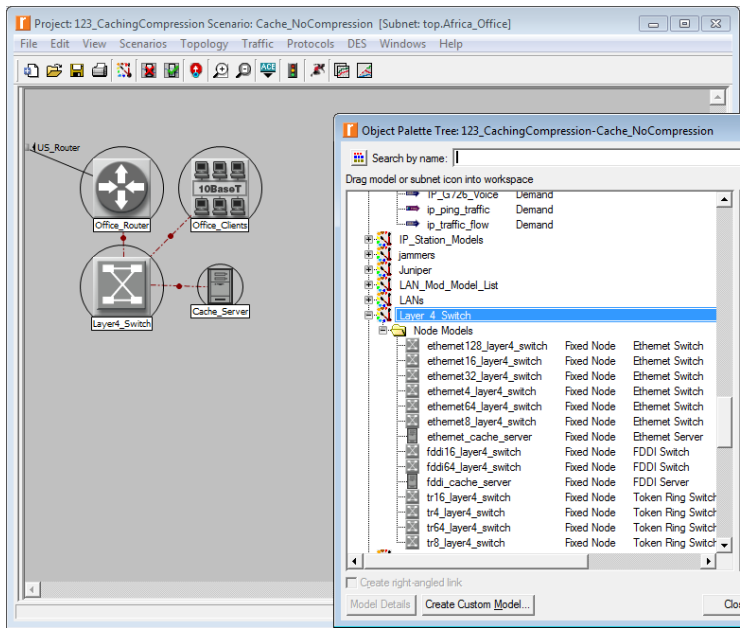 Project: 123_CachingCompression Scenario: Cache_NoCompression [Subnet: top.Africa_Office]
File Edit View Scenarios Topology Traffic Protocols DES Windows Help
ACE
US_Router
10BaseT
Office_Router
Office_Clients
Layer4_Switch
Cache_Server
Object Palette Tree: 123_CachingCompression-Cache_NoCompression
Search by name:
Drag model or subnet icon into workspace
IP_G726_Voice Demand
ip_ping_traffic Demand
ip_traffic_flow Demand
IP_Station_Models
jammers
Juniper
LAN_Mod_Model_List
LANs
Layer_4_Switch
Node Models
ethernet128_layer4_switch Fixed Node Ethernet Switch
ethernet16_layer4_switch Fixed Node Ethernet Switch
ethernet32_layer4_switch Fixed Node Ethernet Switch
ethernet4_layer4_switch Fixed Node Ethernet Switch
ethernet64_layer4_switch Fixed Node Ethernet Switch
ethernet8_layer4_switch Fixed Node Ethernet Switch
ethernet_cache_server Fixed Node Ethernet Server
fddi16_layer4_switch Fixed Node FDDI Switch
fddi64_layer4_switch Fixed Node FDDI Switch
fddi_cache_server Fixed Node FDDI Server
tr16_layer4_switch Fixed Node Token Ring Switch
tr4_layer4_switch Fixed Node Token Ring Switch
tr64_layer4_switch Fixed Node Token Ring Switch
tr8_layer4_switch Fixed Node Token Ring Switch
Create right-angled link
Model Details Create Custom Model... Clos